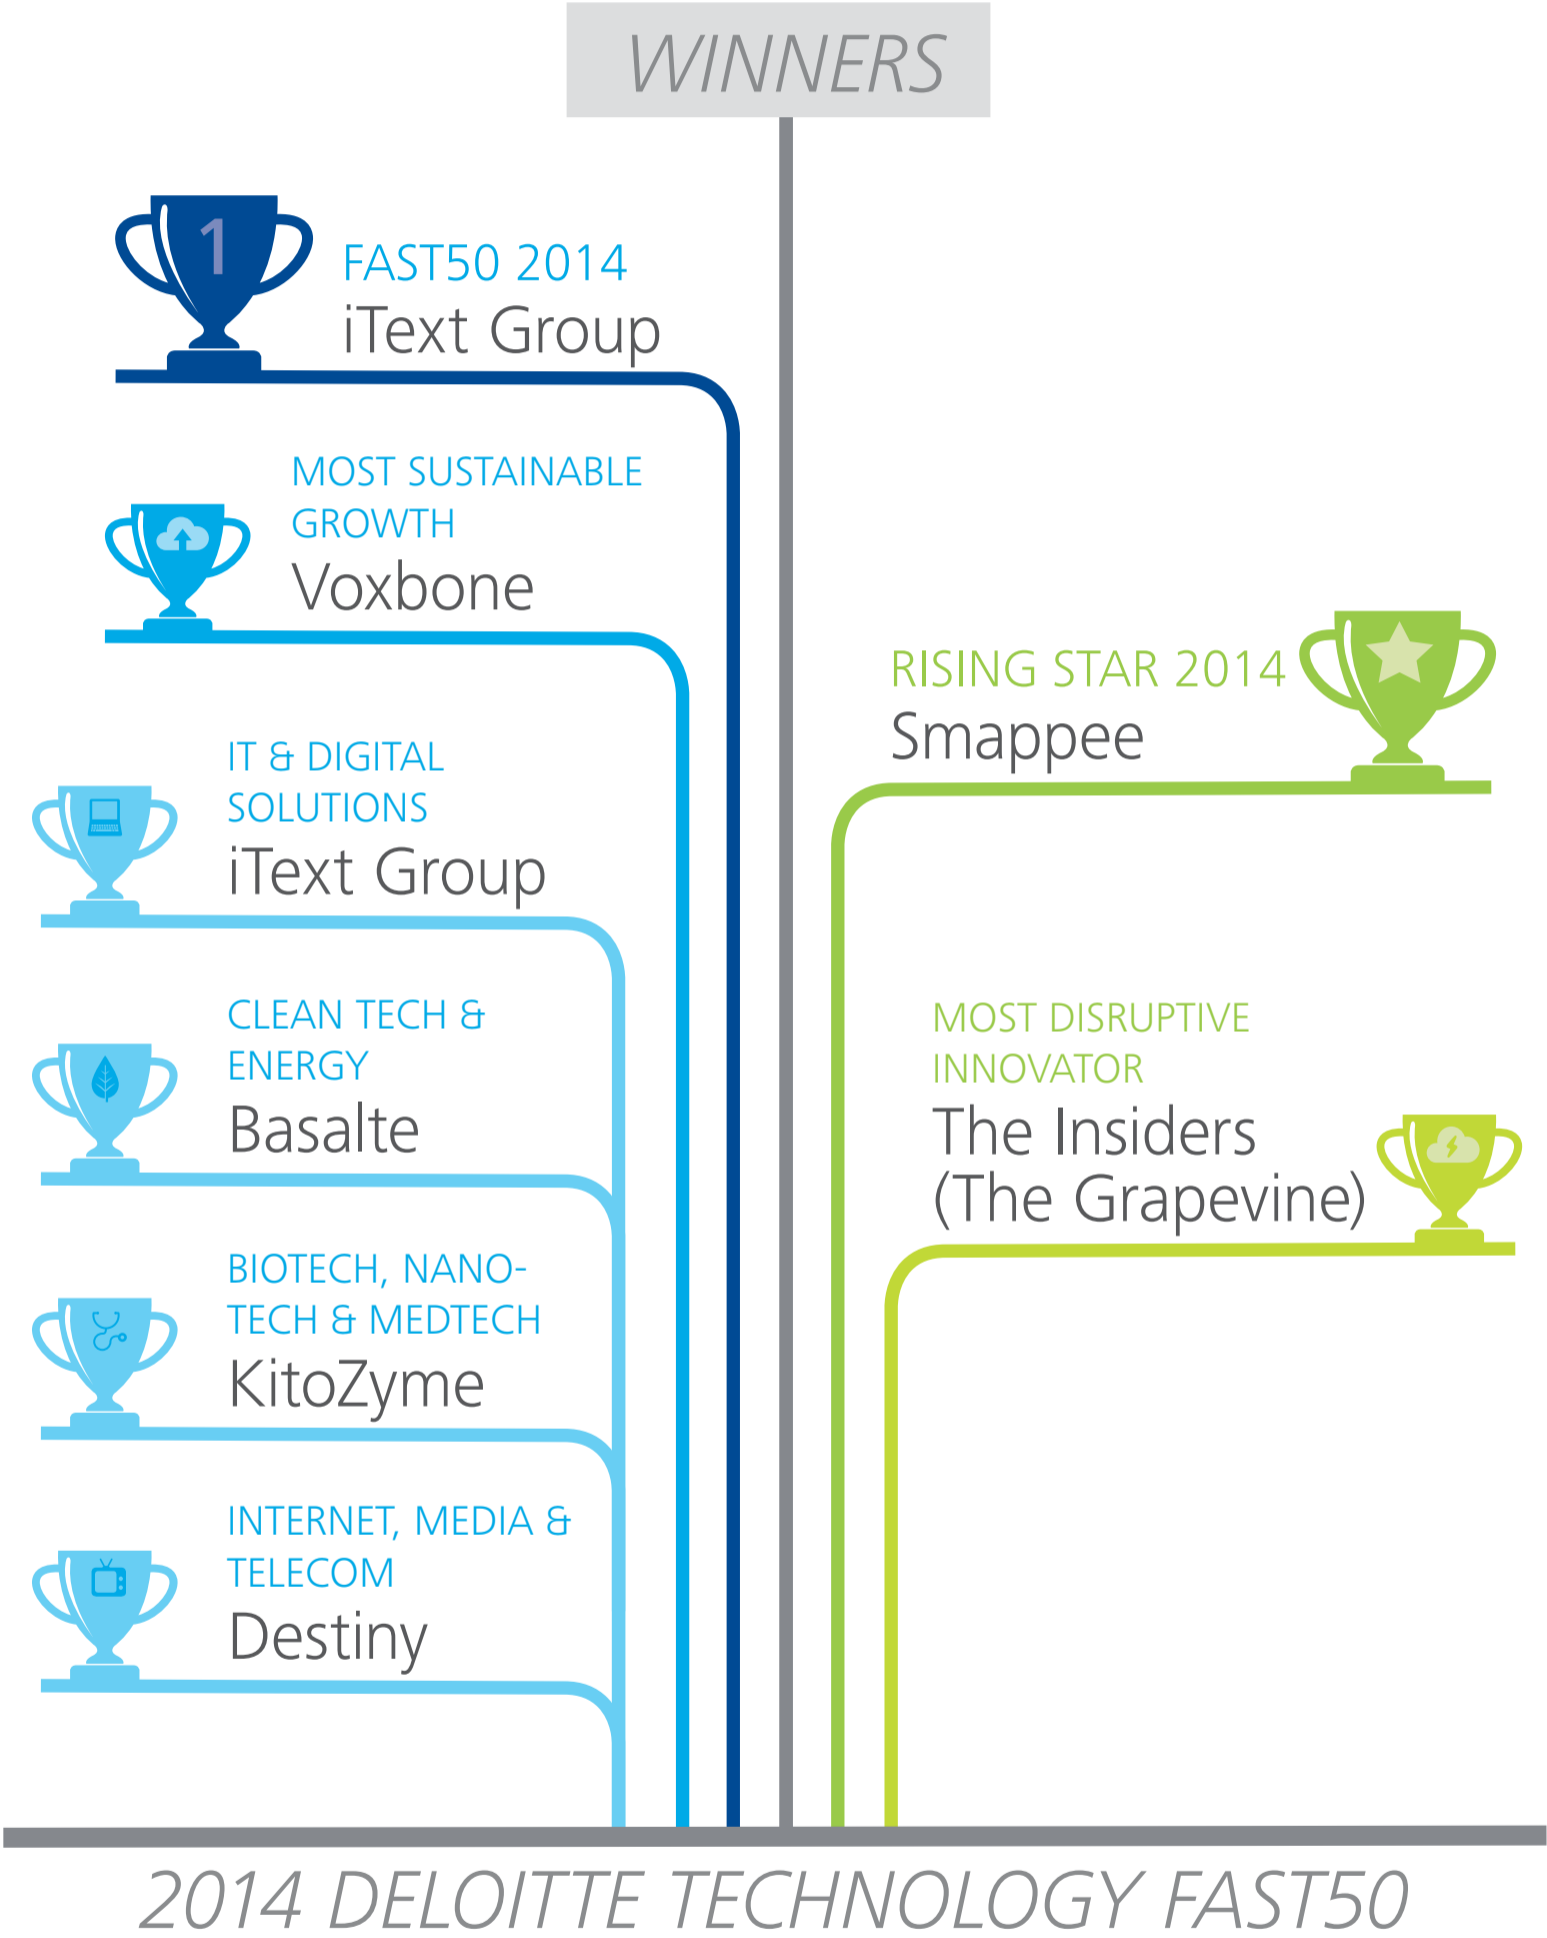 WINNERS
1
FAST50 2014
iText Group
MOST SUSTAINABLE
GROWTH
Voxbone
IT & DIGITAL
SOLUTIONS
iText Group
CLEAN TECH &
ENERGY
Basalte
BIOTECH, NANO-
TECH & MEDTECH
KitoZyme
INTERNET, MEDIA &
TELECOM
Destiny
RISING STAR 2014
Smappee
MOST DISRUPTIVE
INNOVATOR
The Insiders
(The Grapevine)
2014 DELOITTE TECHNOLOGY FAST50